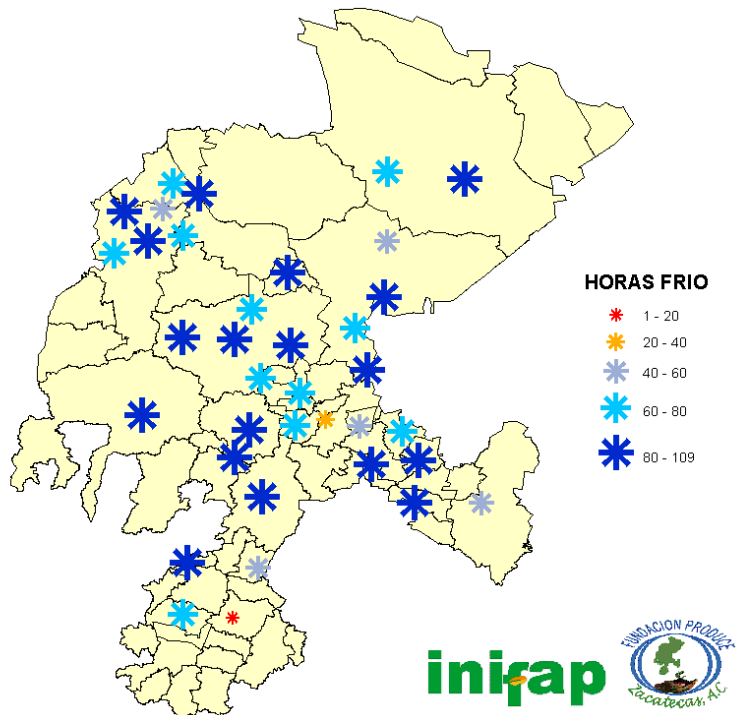 HORAS FRIO
1 - 20
20 - 40
40 - 60
60 - 80
80 - 109
inifap
FUNDACION PRODUCE
Zacatecas, A.C